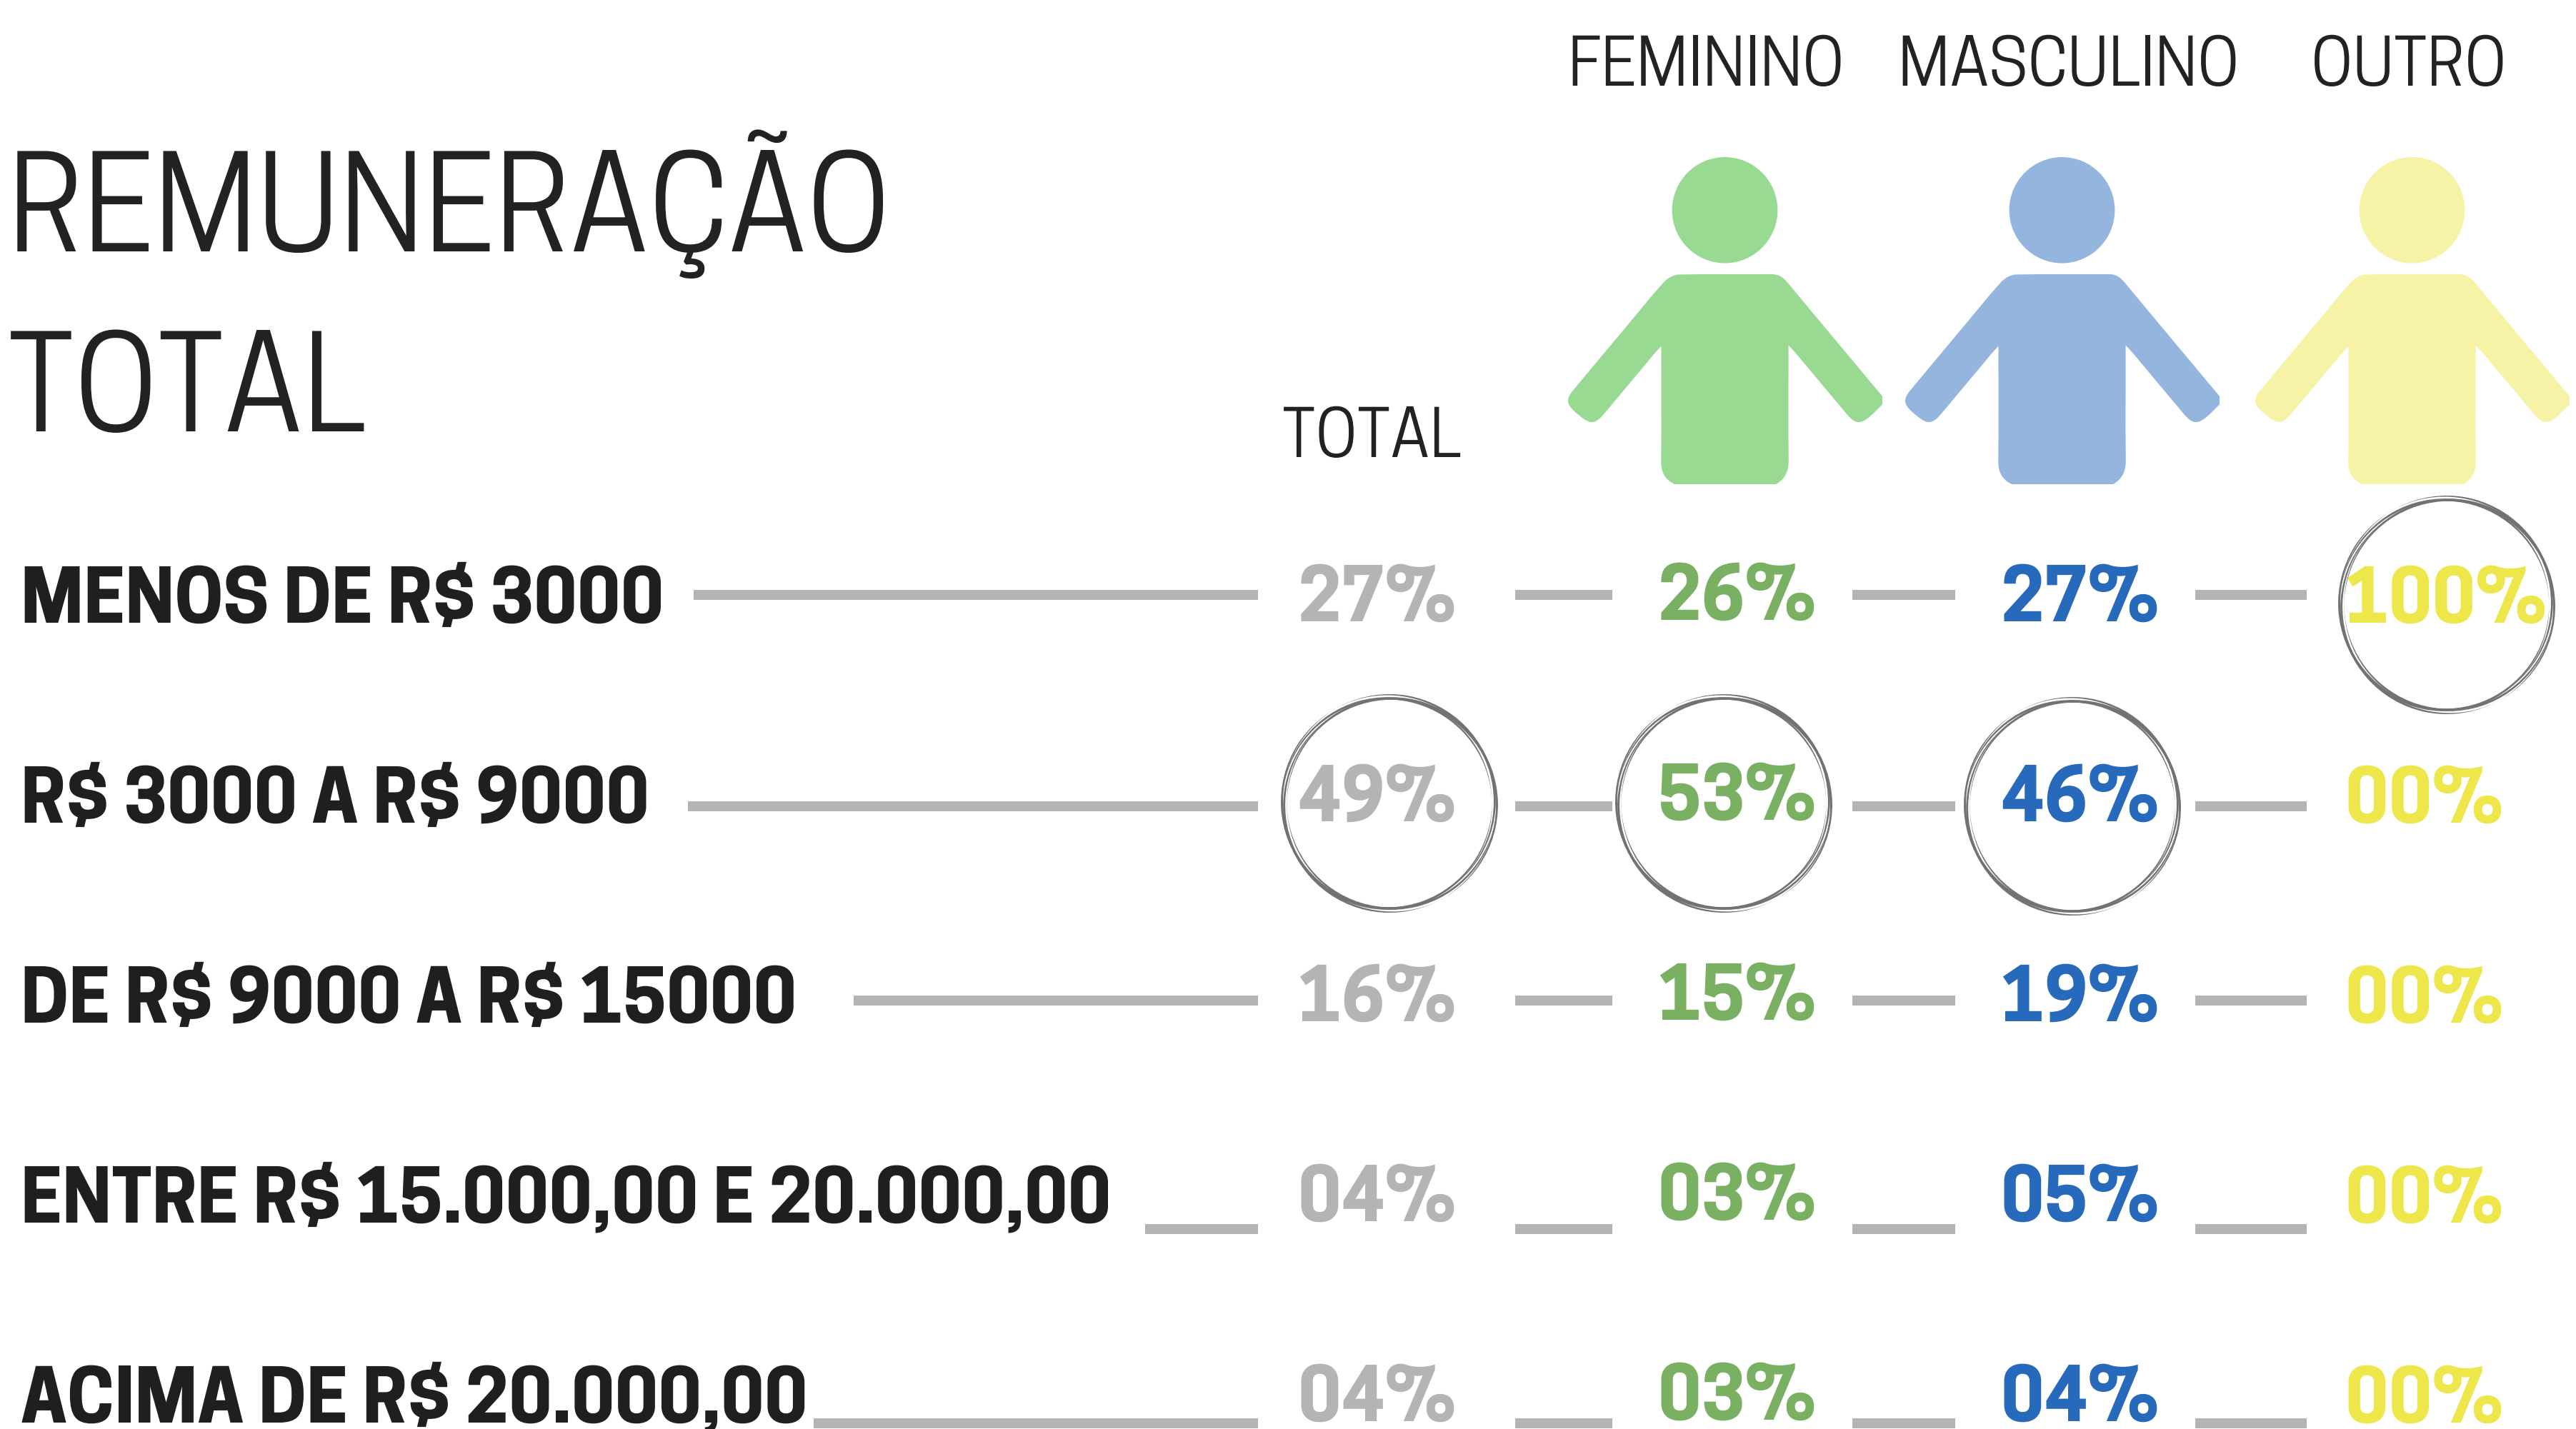 FEMININO MASCULINO OUTRO
REMUNERAÇÃO
TOTAL
TOTAL
MENOS DE R$ 3000 27% 26% 27% 100%
R$ 3000 A R$ 9000 49% 53% 46% 00%
DE R$ 9000 A R$ 15000 16% 15% 19% 00%
ENTRE R$ 15.000,00 E 20.000,00 04% 03% 05% 00%
ACIMA DE R$ 20.000,00 04% 03% 04% 00%